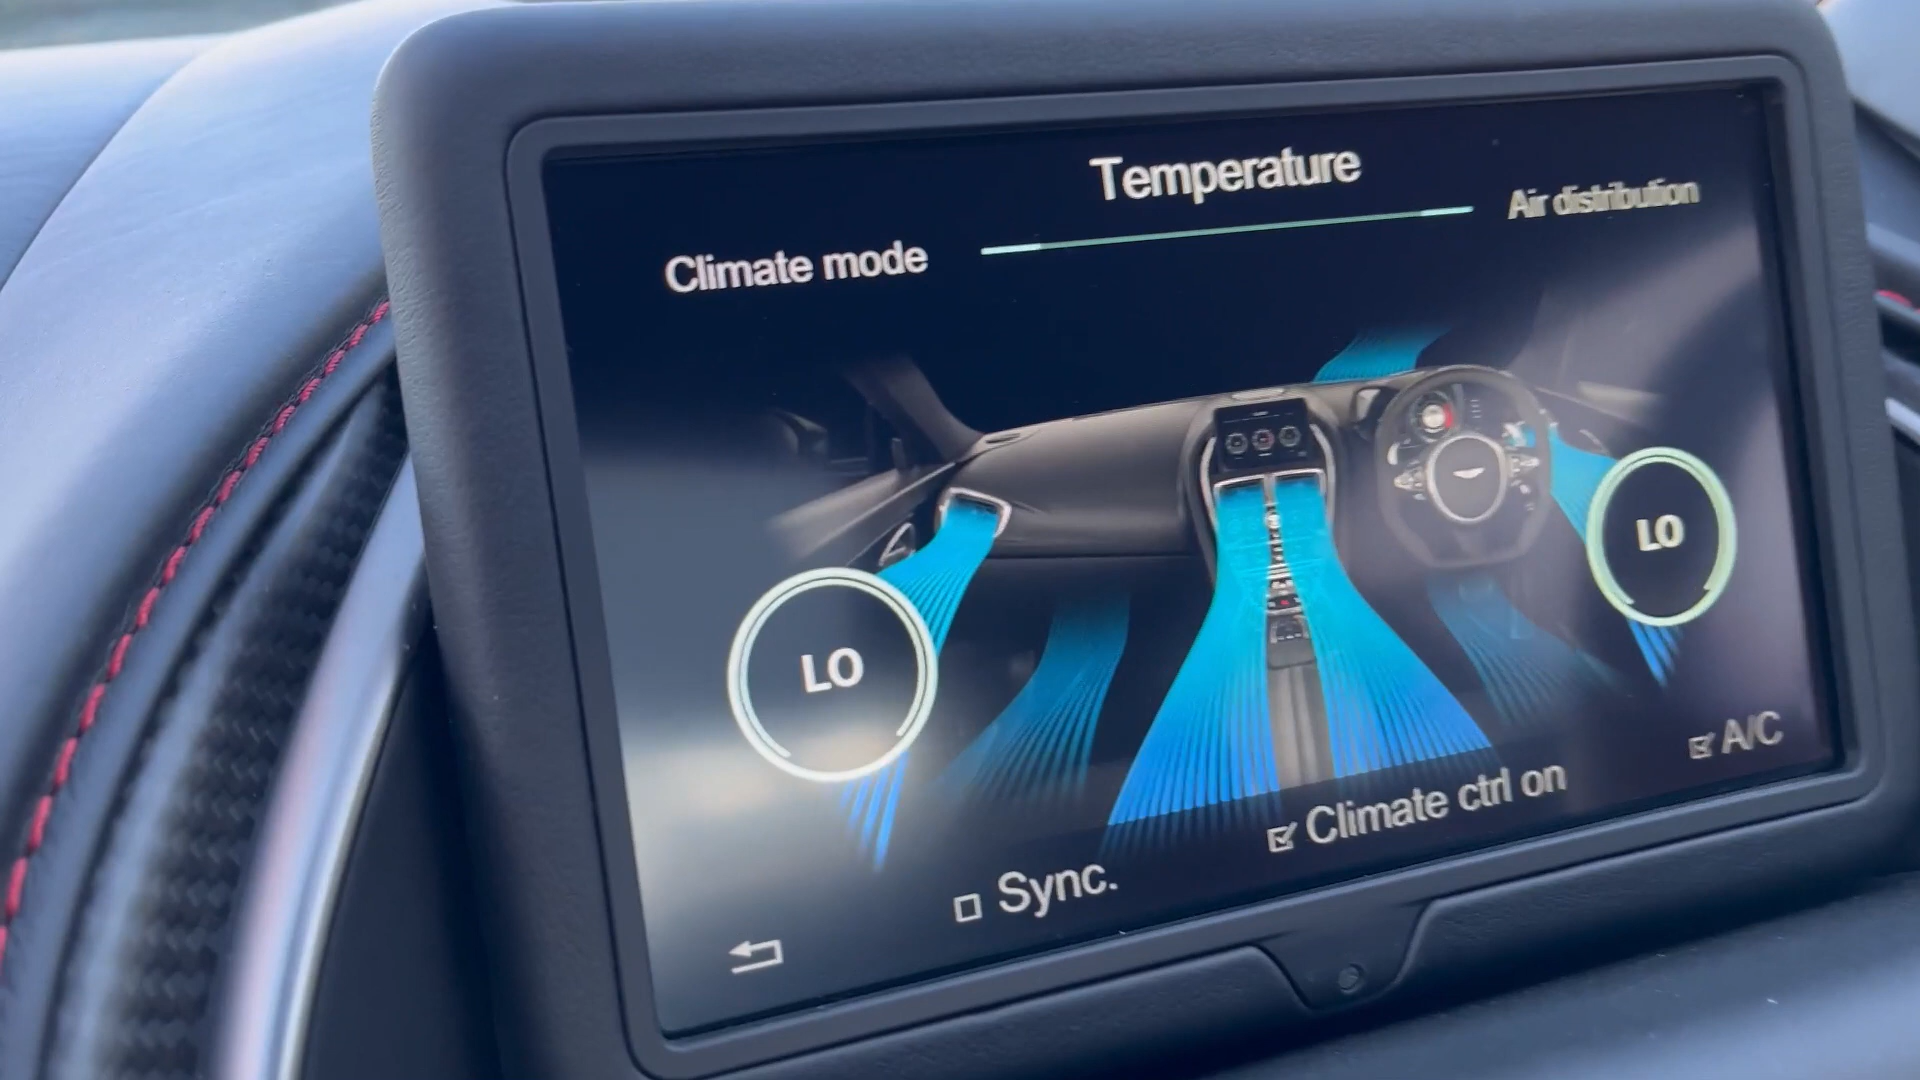 Temperature
Climate mode
Air distribution
LO
LO
Sync.
Climate ctrl on
A/C